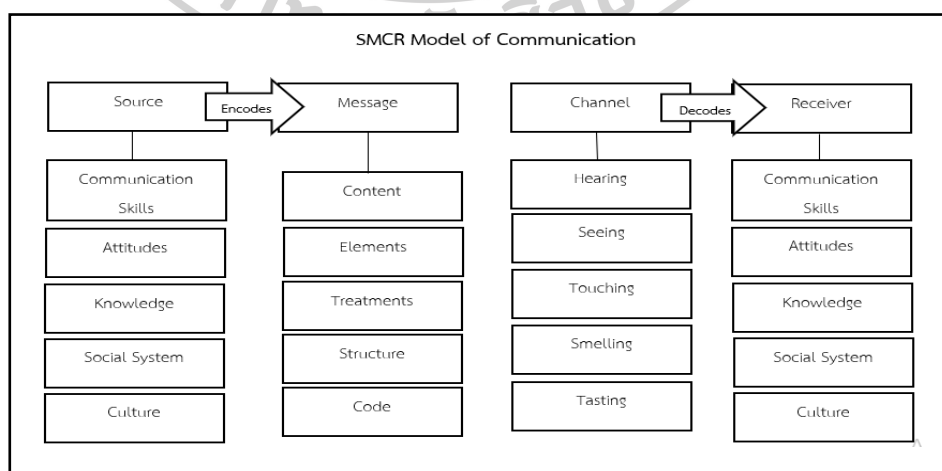 SMCR Model of Communication
Source
Encodes
Message
Channel
Decodes
Receiver
Communication
Skills
Attitudes
Knowledge
Social System
Culture
Content
Elements
Treatments
Structure
Code
Hearing
Seeing
Touching
Smelling
Tasting
Communication
Skills
Attitudes
Knowledge
Social System
Culture